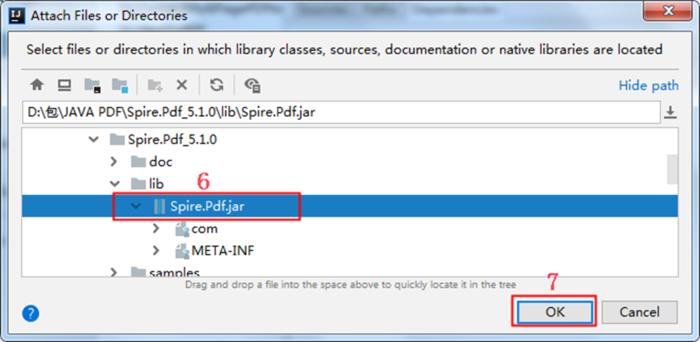 Attach Files or Directories
Select files or directories in which library classes, sources, documentation or native libraries are located
Hide path
D:\包\JAVA PDF\Spire.Pdf_5.1.0\lib\Spire.Pdf.jar
Spire.Pdf_5.1.0
doc
lib
6
Spire.Pdf.jar
com
META-INF
samples
Drag and drop a file into the space above to quickly locate it in the tree
7
? OK Cancel